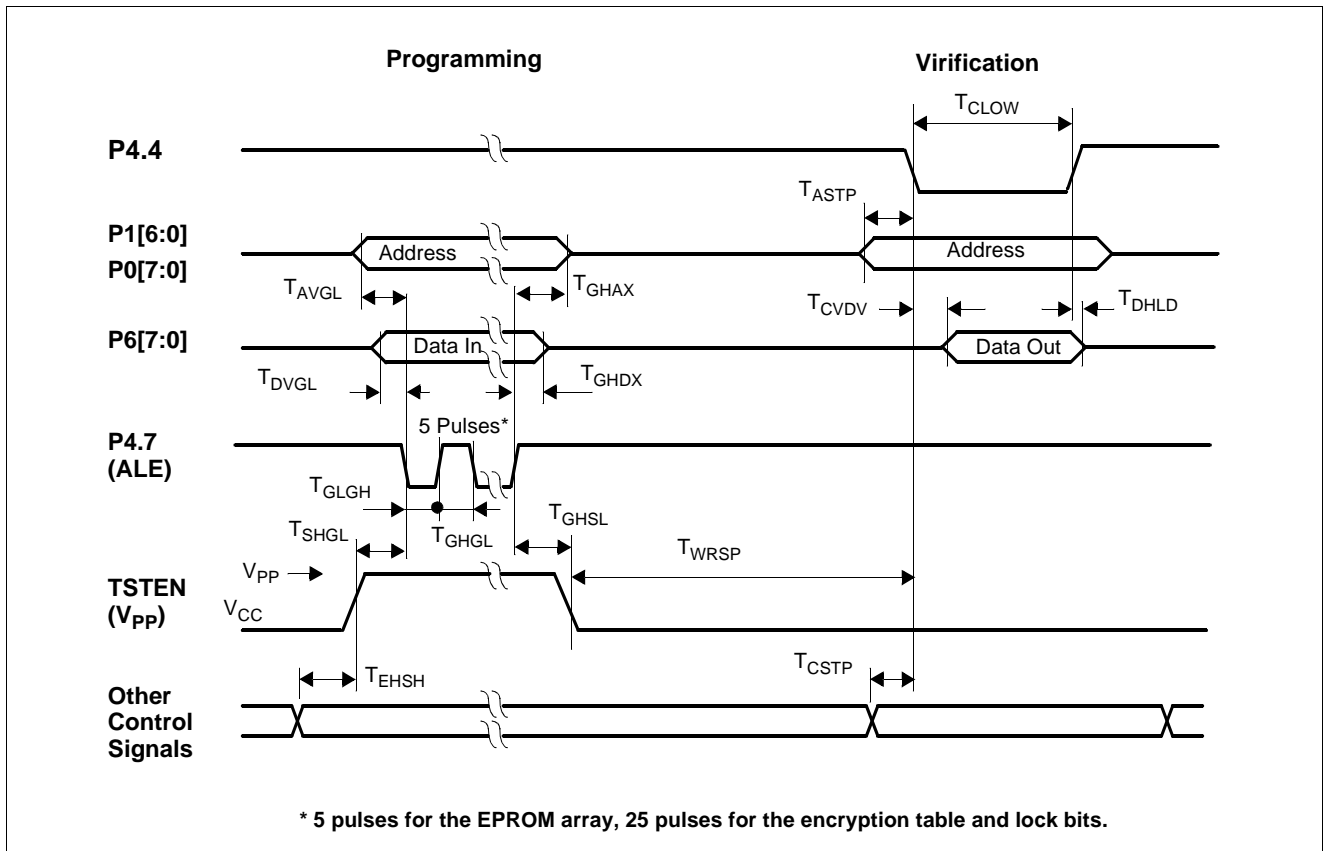 Programming
Virification
TCLOW
P4.4
TASTP
P1[6:0]
P0[7:0]
Address
Address
TAVGL
TGHAX
TCVDV
TDHLD
P6[7:0]
Data In
Data Out
TDVGL
TGHDX
5 Pulses*
P4.7
(ALE)
TGLGH
TSHGL
TGHGL
TGHSL
TWRSP
VPP
TSTEN
(VPP)
VCC
TEHSH
TCSTP
Other
Control
Signals
* 5 pulses for the EPROM array, 25 pulses for the encryption table and lock bits.